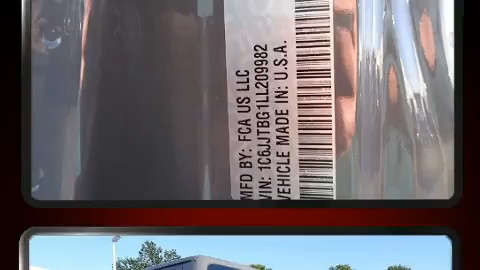 MFD BY: FCA US LLC
VIN: 1C6JJTBG1LL209982
VEHICLE MADE IN: U.S.A.